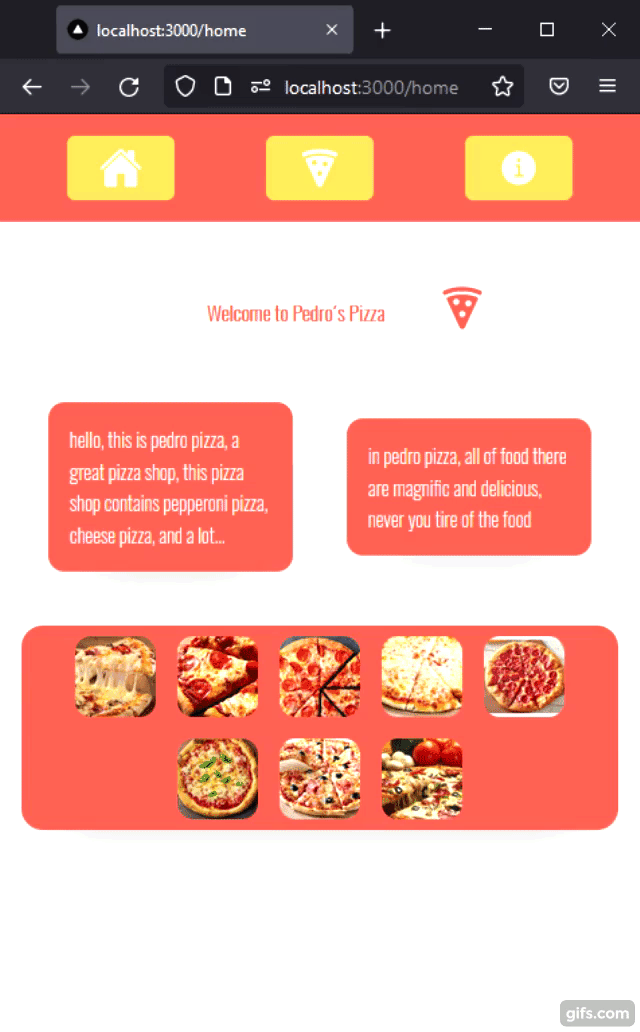 localhost:3000/home
localhost:3000/home
Welcome to Pedro´s Pizza
hello, this is pedro pizza, a
great pizza shop, this pizza
shop contains pepperoni pizza,
cheese pizza, and a lot...
in pedro pizza, all of food there
are magnific and delicious,
never you tire of the food
gifs.com